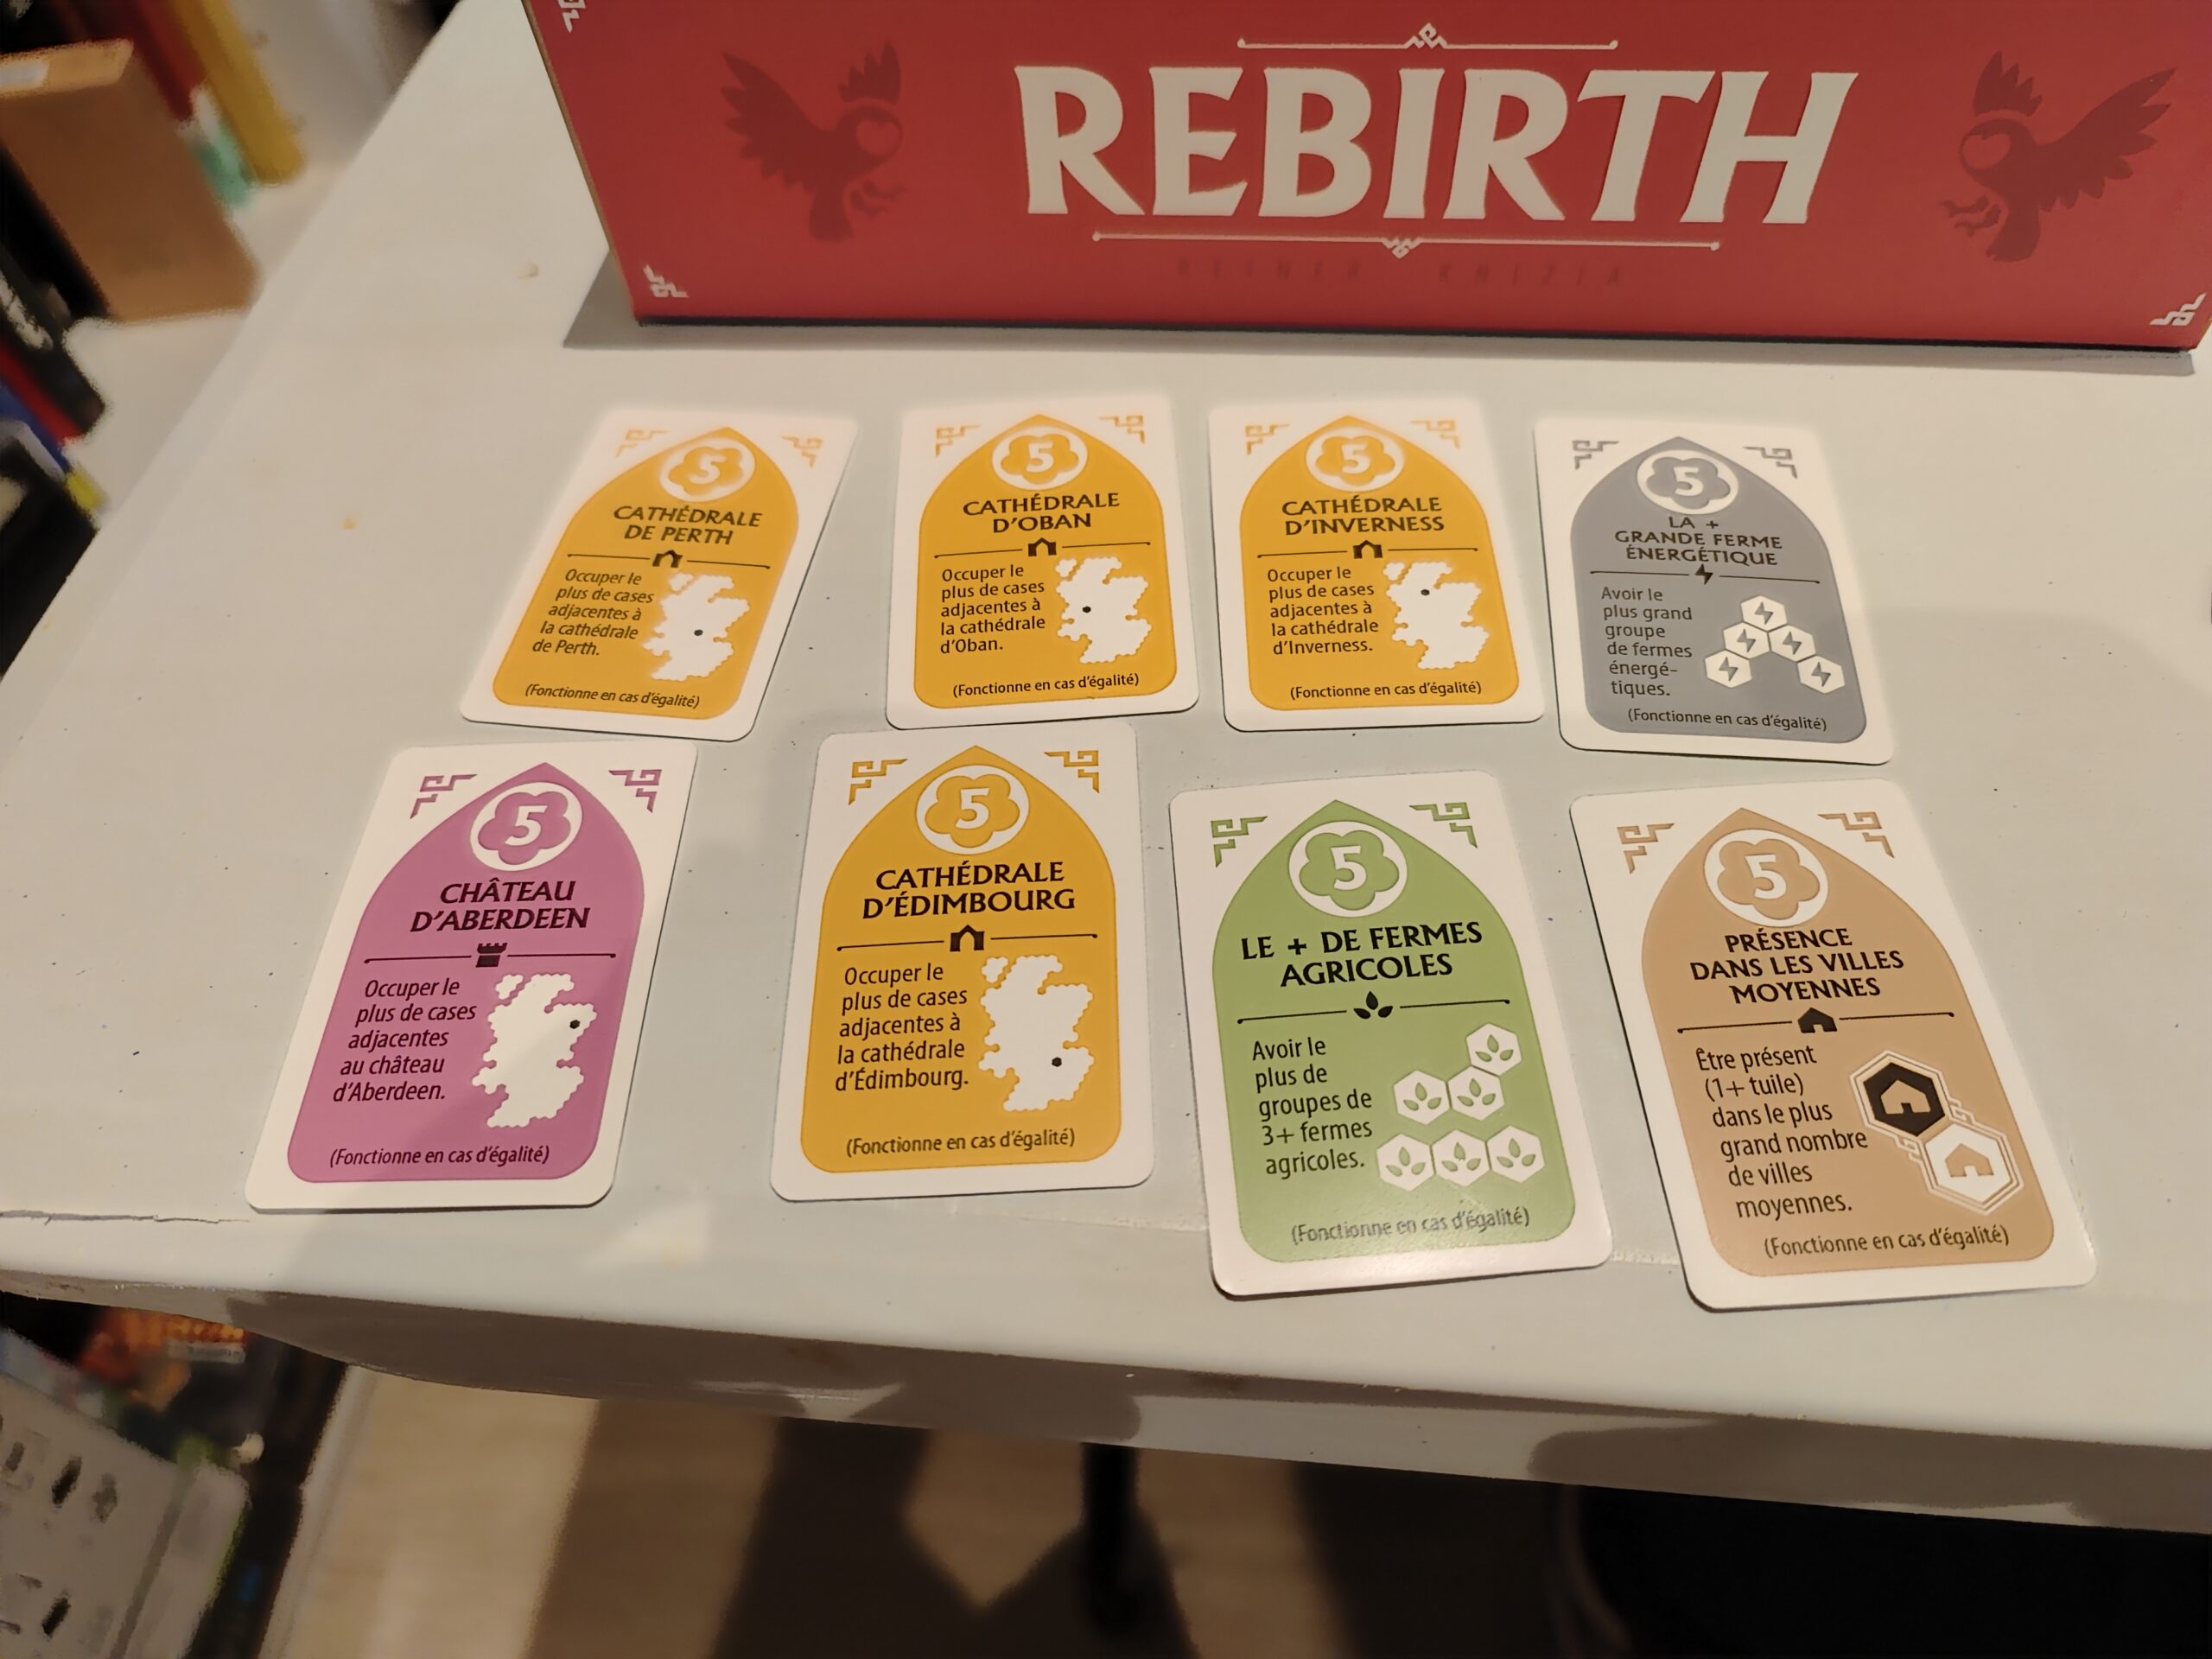 REBIRTH
REINER KNIZIA
5
CATHÉDRALE
DE PERTH
Occuper le
plus de cases
adjacentes à
la cathédrale
de Perth.
(Fonctionne en cas d'égalité)
5
CATHÉDRALE
D'OBAN
Occuper le
plus de cases
adjacentes à
la cathédrale
d'Oban.
(Fonctionne en cas d'égalité)
5
CATHÉDRALE
D'INVERNESS
Occuper le
plus de cases
adjacentes à
la cathédrale
d'Inverness.
(Fonctionne en cas d'égalité)
5
LA +
GRANDE FERME
ÉNERGÉTIQUE
Avoir le
plus grand
groupe
de fermes
énergé-
tiques.
(Fonctionne en cas d'égalité)
5
CHÂTEAU
D'ABERDEEN
Occuper le
plus de cases
adjacentes
au château
d'Aberdeen.
(Fonctionne en cas d'égalité)
5
CATHÉDRALE
D'ÉDIMBOURG
Occuper le
plus de cases
adjacentes à
la cathédrale
d'Édimbourg.
(Fonctionne en cas d'égalité)
5
LE + DE FERMES
AGRICOLES
Avoir le
plus de
groupes de
3+ fermes
agricoles.
(Fonctionne en cas d'égalité)
5
PRÉSENCE
DANS LES VILLES
MOYENNES
Être présent
(1+ tuile)
dans le plus
grand nombre
de villes
moyennes.
(Fonctionne en cas d'égalité)